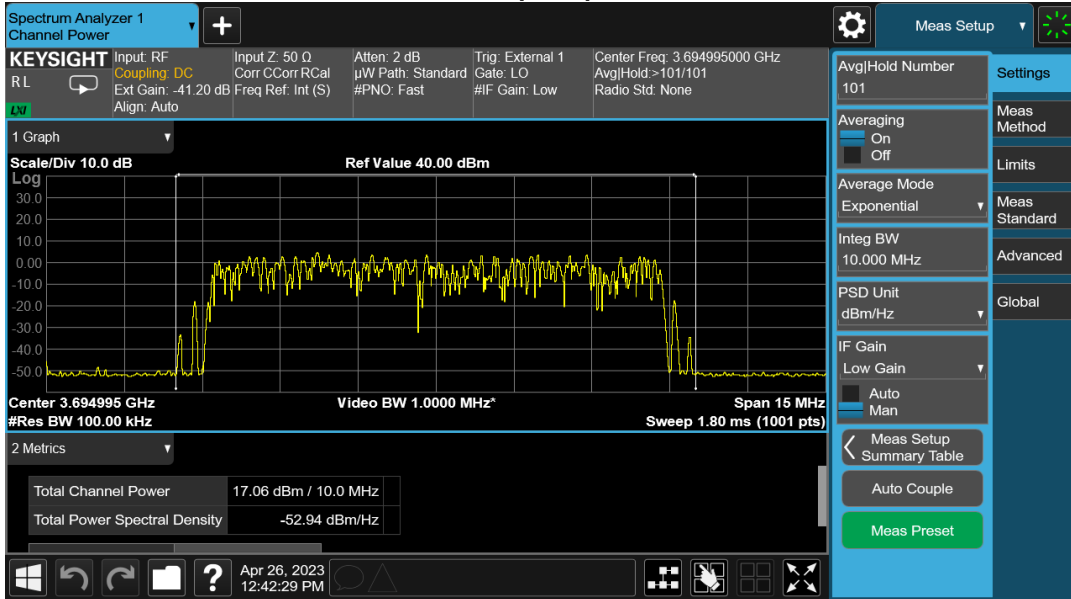 Spectrum Analyzer 1
Channel Power
Meas Setup
KEYSIGHT
R L
LXI
Input: RF
Coupling: DC
Ext Gain: -41.20 dB
Align: Auto
Input Z: 50 Ω
Corr CCorr RCal
Freq Ref: Int (S)
Atten: 2 dB
µW Path: Standard
#PNO: Fast
Trig: External 1
Gate: LO
#IF Gain: Low
Center Freq: 3.694995000 GHz
Avg|Hold:>101/101
Radio Std: None
1 Graph
Scale/Div 10.0 dB
Ref Value 40.00 dBm
Log
30.0
20.0
10.0
0.00
-10.0
-20.0
-30.0
-40.0
-50.0
Center 3.694995 GHz
Video BW 1.0000 MHz*
Span 15 MHz
#Res BW 100.00 kHz
Sweep 1.80 ms (1001 pts)
2 Metrics
Total Channel Power 17.06 dBm / 10.0 MHz
Total Power Spectral Density -52.94 dBm/Hz
Apr 26, 2023
12:42:29 PM
Avg|Hold Number
101
Averaging
On
Off
Average Mode
Exponential
Integ BW
10.000 MHz
PSD Unit
dBm/Hz
IF Gain
Low Gain
Auto
Man
Meas Setup
Summary Table
Auto Couple
Meas Preset
Settings
Meas
Method
Limits
Meas
Standard
Advanced
Global